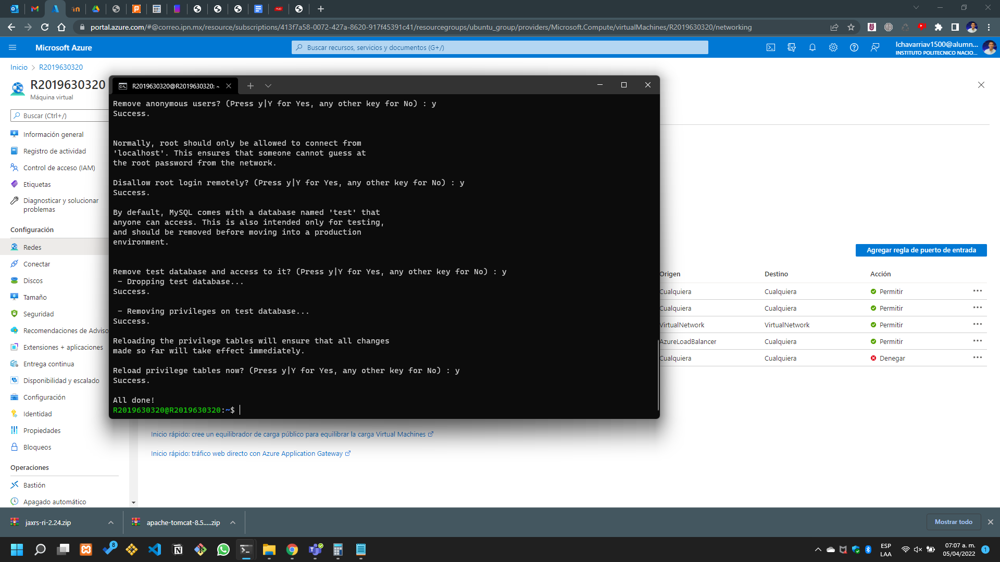 portal.azure.com/#@correo.ipn.mx/resource/subscriptions/413f7a58-0072-427a-8620-917f45391c41/resourcegroups/ubuntu_group/providers/Microsoft.Compute/virtualMachines/R2019630320/networking
Microsoft Azure
Buscar recursos, servicios y documentos (G+/)
lchavarriav1500@alumn...
INSTITUTO POLITECNICO NACIO...
Inicio > R2019630320
R2019630320
Máquina virtual
Buscar (Ctrl+/)
Información general
Registro de actividad
Control de acceso (IAM)
Etiquetas
Diagnosticar y solucionar
problemas
Configuración
Redes
Conectar
Discos
Tamaño
Seguridad
Recomendaciones de Adviso
Extensiones + aplicaciones
Entrega continua
Disponibilidad y escalado
Configuración
Identidad
Propiedades
Bloqueos
Operaciones
Bastión
Apagado automático
R2019630320@R2019630320: ~
Remove anonymous users? (Press y|Y for Yes, any other key for No) : y
Success.
Normally, root should only be allowed to connect from
'localhost'. This ensures that someone cannot guess at
the root password from the network.
Disallow root login remotely? (Press y|Y for Yes, any other key for No) : y
Success.
By default, MySQL comes with a database named 'test' that
anyone can access. This is also intended only for testing,
and should be removed before moving into a production
environment.
Remove test database and access to it? (Press y|Y for Yes, any other key for No) : y
- Dropping test database...
Success.
- Removing privileges on test database...
Success.
Reloading the privilege tables will ensure that all changes
made so far will take effect immediately.
Reload privilege tables now? (Press y|Y for Yes, any other key for No) : y
Success.
All done!
R2019630320@R2019630320:~$
Agregar regla de puerto de entrada
Origen Destino Acción
Cualquiera Cualquiera Permitir
Cualquiera Cualquiera Permitir
VirtualNetwork VirtualNetwork Permitir
AzureLoadBalancer Cualquiera Permitir
Cualquiera Cualquiera Denegar
Inicio rápido: cree un equilibrador de carga público para equilibrar la carga Virtual Machines
Inicio rápido: tráfico web directo con Azure Application Gateway
jaxrs-ri-2.24.zip
apache-tomcat-8.5.....zip
Mostrar todo
8
ESP
LAA
07:07 a. m.
05/04/2022
1